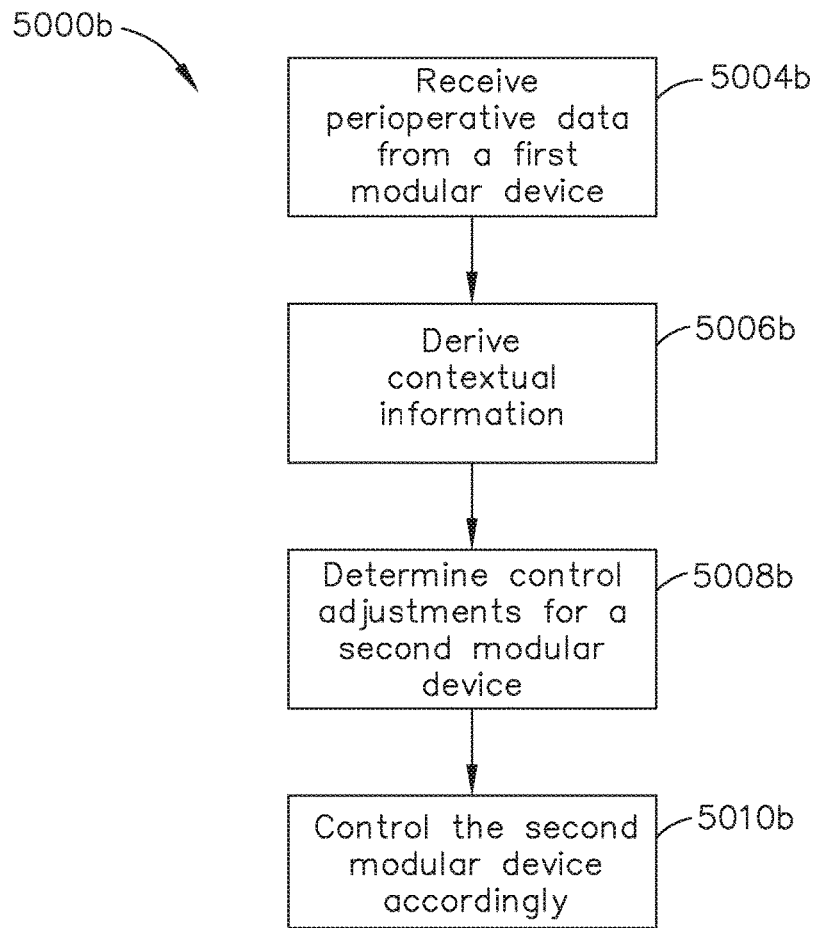 5000b
Receive
perioperative data
from a first
modular device
5004b
Derive
contextual
information
5006b
Determine control
adjustments for a
second modular
device
5008b
Control the second
modular device
accordingly
5010b